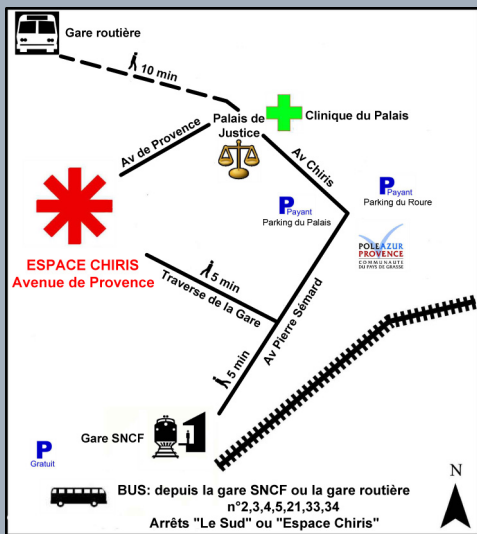 Gare routière
10 min
Palais de
Justice
Clinique du Palais
Av de Provence
Av Chiris
P
Payant
Parking du Palais
P
Payant
Parking du Roure
POLEAZUR
PROVENCE
COMMUNAUTÉ
DU PAYS DE GRASSE
ESPACE CHIRIS
Avenue de Provence
5 min
Traverse de la Gare
Av Pierre Sémard
5 min
Gare SNCF
P
Gratuit
N
BUS: depuis la gare SNCF ou la gare routière
n°2,3,4,5,21,33,34
Arrêts "Le Sud" ou "Espace Chiris"